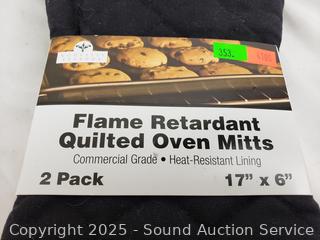 353
Flame Retardant
Quilted Oven Mitts
Commercial Grade • Heat-Resistant Lining
2 Pack
17" x 6"
Copyright 2025 - Sound Auction Service